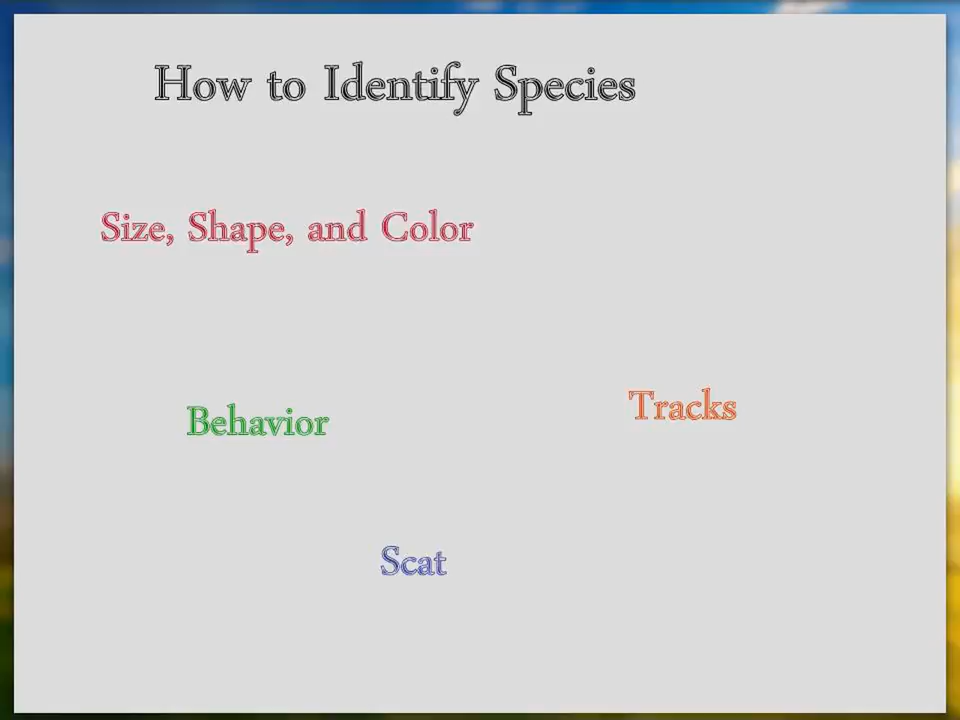 How to Identify Species
Size, Shape, and Color
Tracks
Behavior
Scat